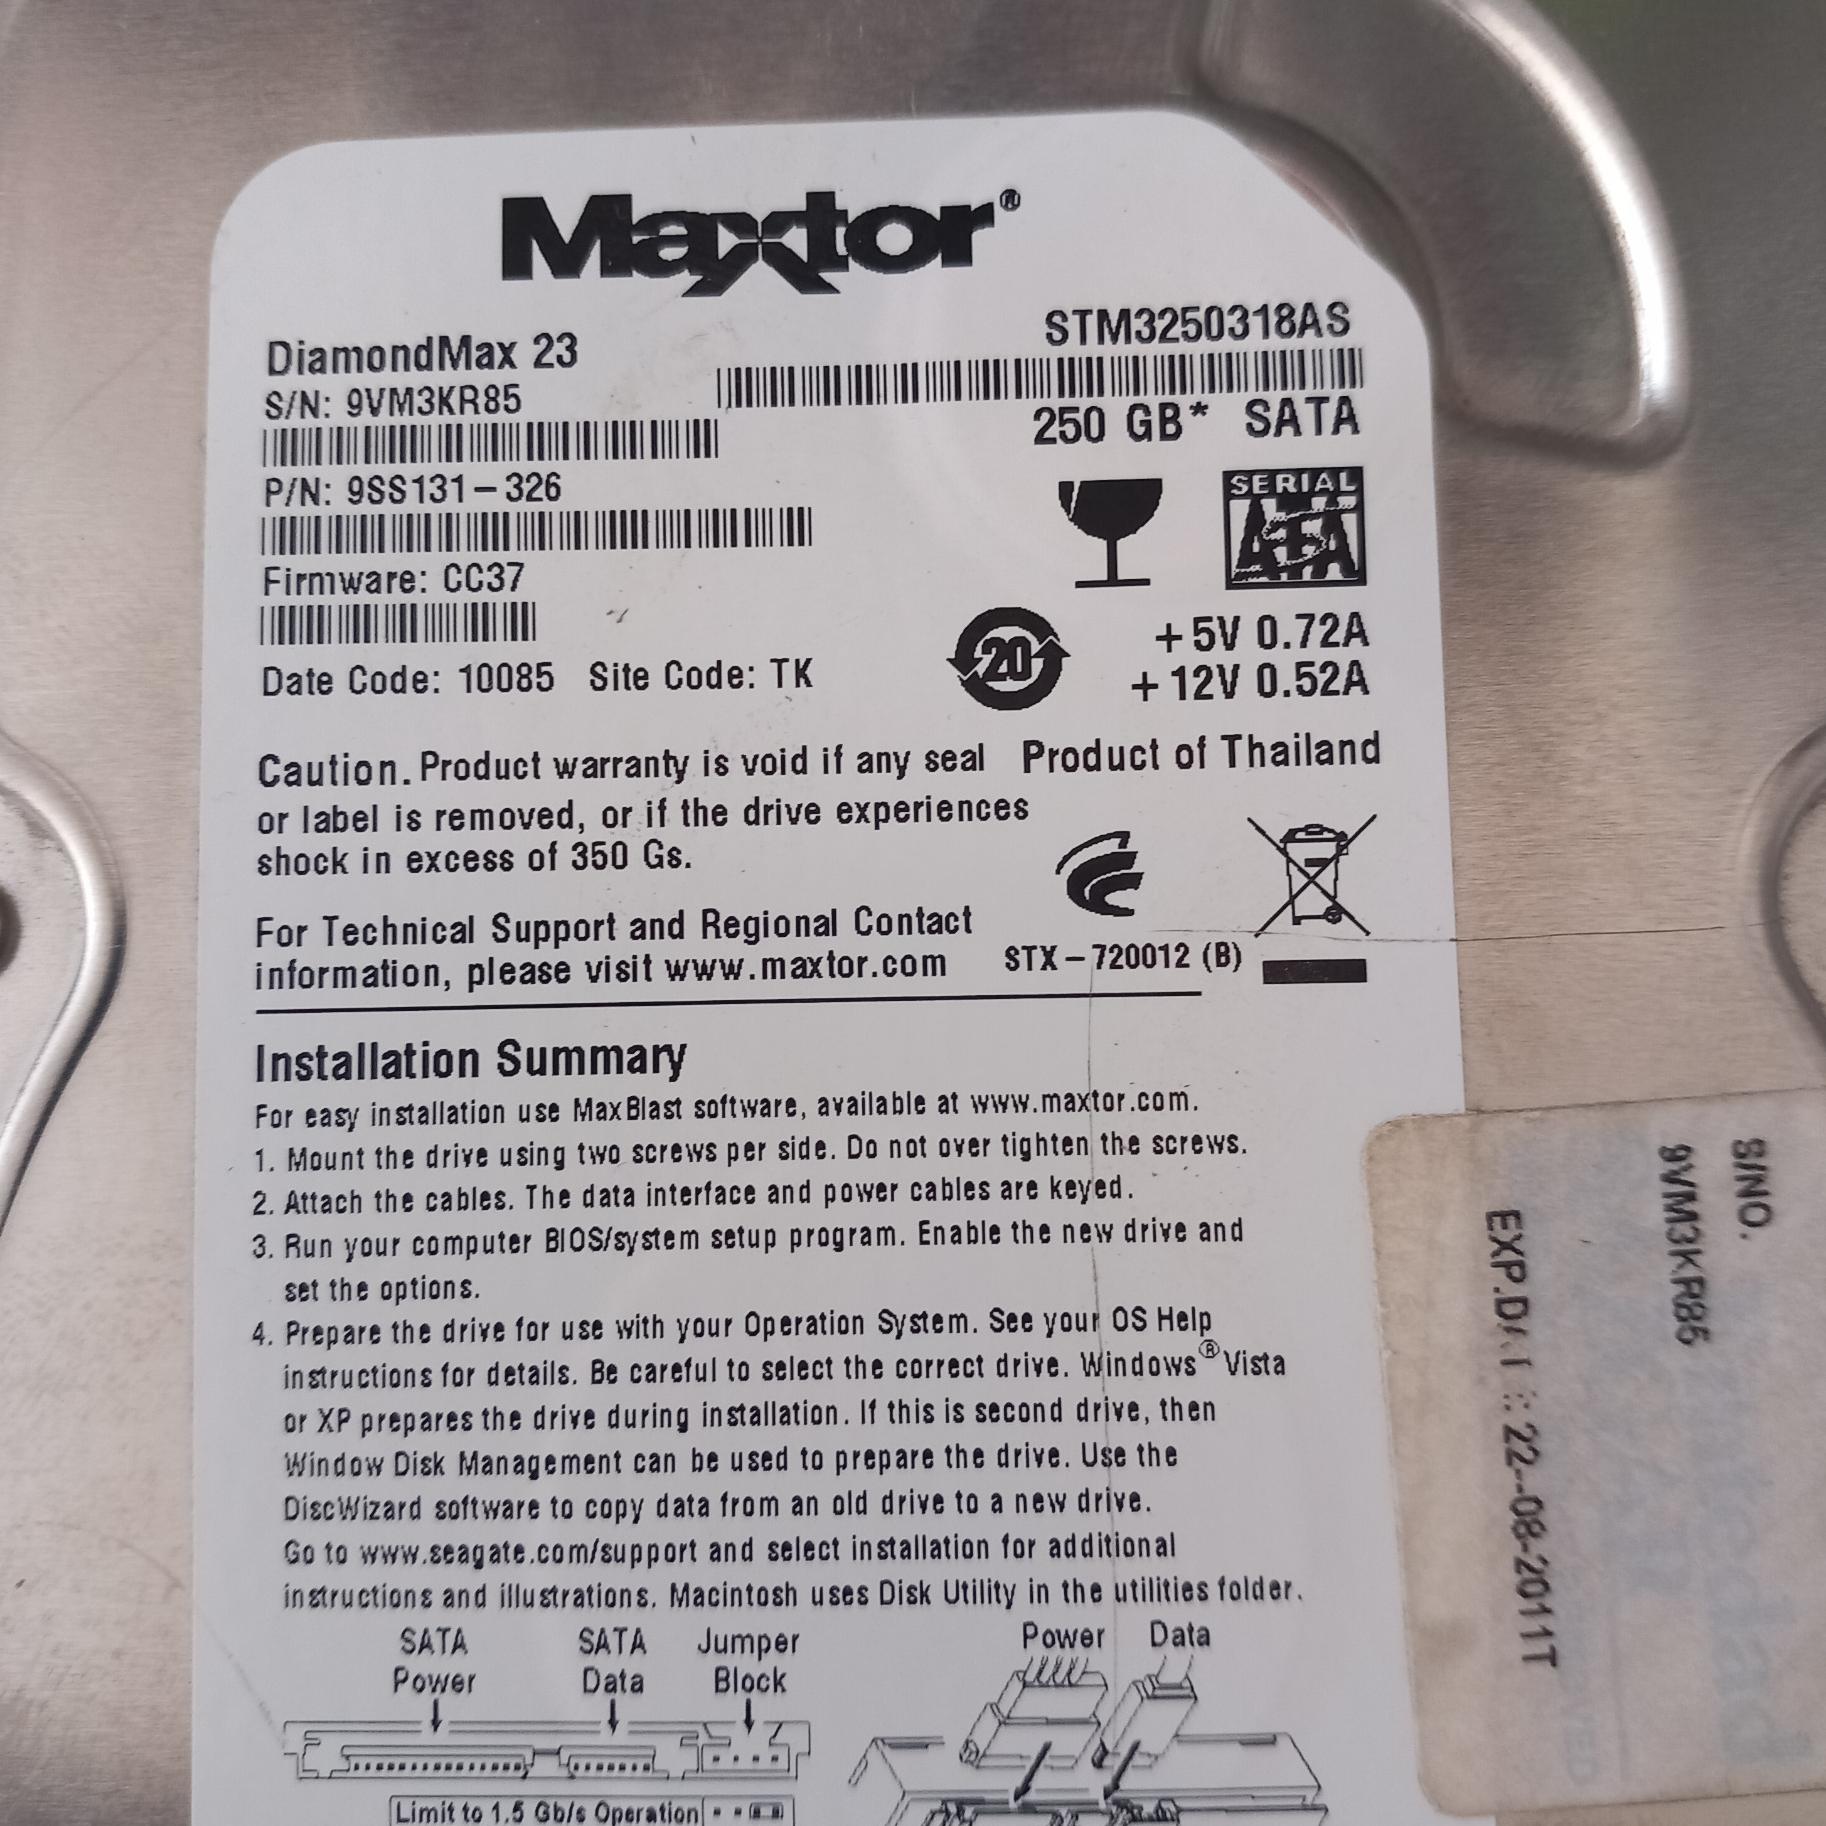 Maxtor®
DiamondMax 23
STM3250318AS
S/N: 9VM3KR85
250 GB* SATA
P/N: 9SS131-326
SERIAL
ATA
Firmware: CC37
20
+5V 0.72A
+12V 0.52A
Date Code: 10085 Site Code: TK
Caution. Product warranty is void if any seal
or label is removed, or if the drive experiences
shock in excess of 350 Gs.
Product of Thailand
For Technical Support and Regional Contact
information, please visit www.maxtor.com
STX-720012 (B)
Installation Summary
For easy installation use MaxBlast software, available at www.maxtor.com.
1. Mount the drive using two screws per side. Do not over tighten the screws.
2. Attach the cables. The data interface and power cables are keyed.
3. Run your computer BIOS/system setup program. Enable the new drive and
set the options.
4. Prepare the drive for use with your Operation System. See your OS Help
instructions for details. Be careful to select the correct drive. Windows® Vista
or XP prepares the drive during installation. If this is second drive, then
Window Disk Management can be used to prepare the drive. Use the
DiscWizard software to copy data from an old drive to a new drive.
Go to www.seagate.com/support and select installation for additional
instructions and illustrations. Macintosh uses Disk Utility in the utilities folder.
SATA
Power
SATA
Data
Jumper
Block
Power
Data
Limit to 1.5 Gb/s Operation
S/NO.
9VM3KR85
22-08-2011T